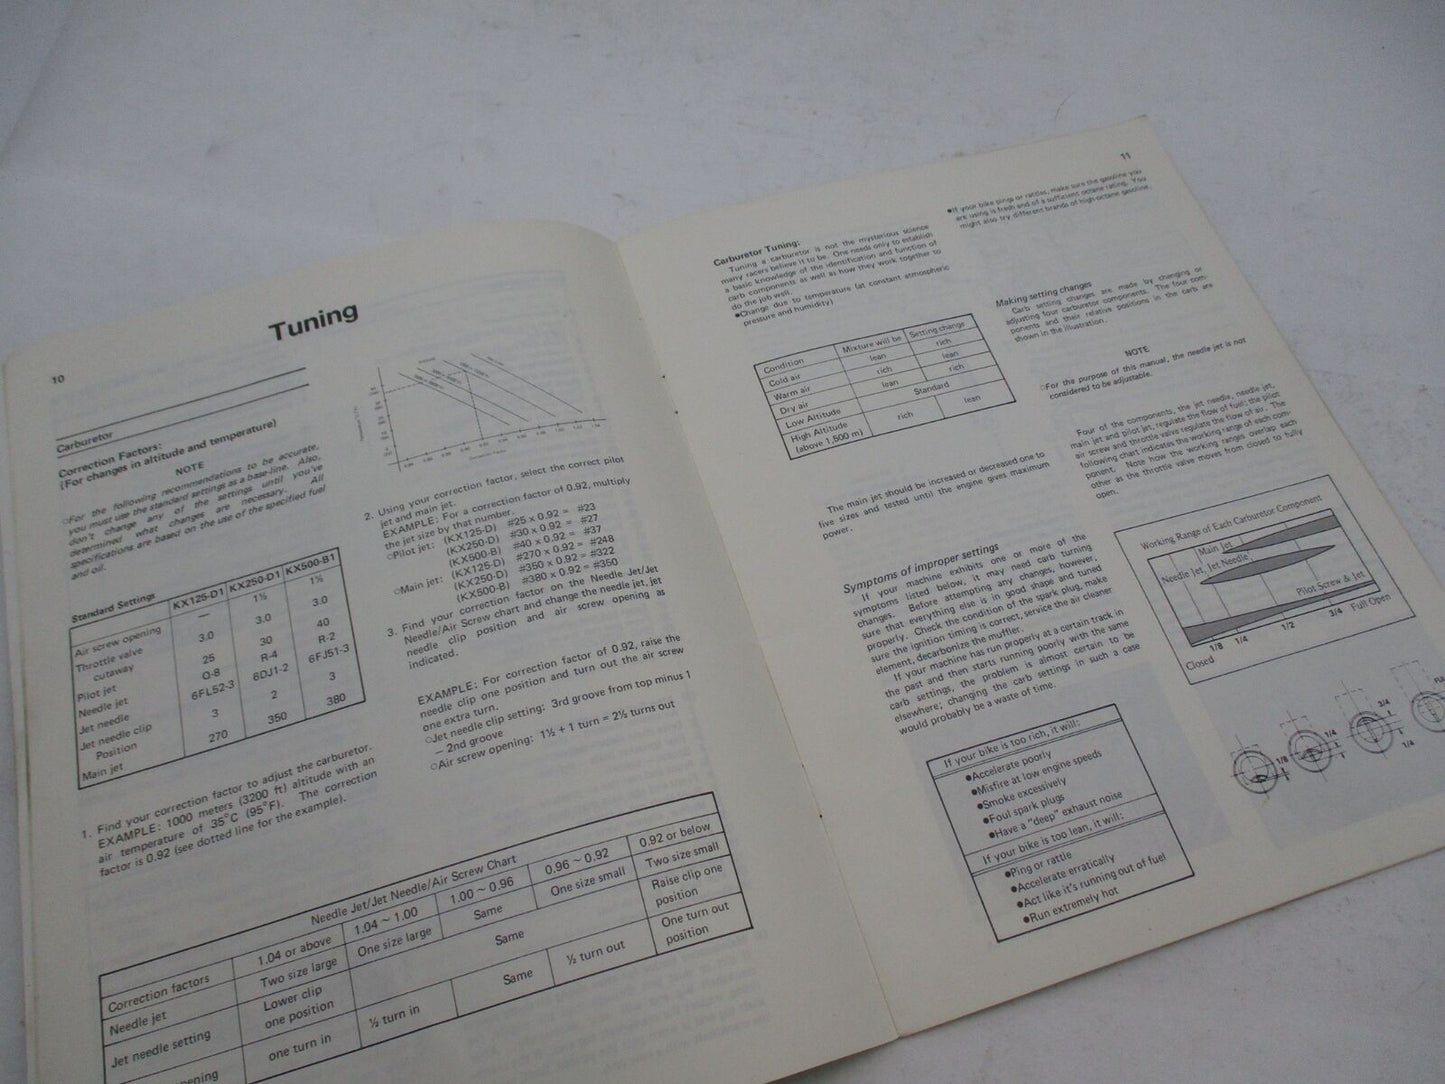 10
Tuning
Carburetor
Correction Factors:
(For changes in altitude and temperature)
NOTE
○For the following recommendations to be accurate,
you must use the standard settings as a base-line. Also,
don't change any of the settings until you've
determined what changes are necessary. All
specifications are based on the use of the specified fuel
and oil.
Standard Settings
KX125-D1 KX250-D1 KX500-B1
Air screw opening — 1½ 1½
Throttle valve
cutaway 3.0 3.0 3.0
Pilot jet 25 30 40
Needle jet Q-8 R-4 R-2
Jet needle 6FL52-3 6DJ1-2 6FJ51-3
Jet needle clip
Position 3 2 3
Main jet 270 350 380
1. Find your correction factor to adjust the carburetor.
EXAMPLE: 1000 meters (3200 ft) altitude with an
air temperature of 35°C (95°F). The correction
factor is 0.92 (see dotted line for the example).
2. Using your correction factor, select the correct pilot
jet and main jet.
EXAMPLE: For a correction factor of 0.92, multiply
the jet size by that number.
○Pilot jet: (KX125-D) #25 x 0.92 = #23
(KX250-D) #30 x 0.92 = #27
(KX500-B) #40 x 0.92 = #37
○Main jet: (KX125-D) #270 x 0.92 = #248
(KX250-D) #350 x 0.92 = #322
(KX500-B) #380 x 0.92 = #350
3. Find your correction factor on the Needle Jet/Jet
Needle/Air Screw chart and change the needle jet, jet
needle clip position and air screw opening as
indicated.
EXAMPLE: For correction factor of 0.92, raise the
needle clip one position and turn out the air screw
one extra turn.
○Jet needle clip setting: 3rd groove from top minus 1
— 2nd groove
○Air screw opening: 1½ + 1 turn = 2½ turns out
Needle Jet/Jet Needle/Air Screw Chart
Correction factors 1.04 or above 1.04 ~ 1.00 1.00 ~ 0.96 0.96 ~ 0.92 0.92 or below
Needle jet Two size large One size large Same One size small Two size small
Jet needle setting Lower clip one position Same Raise clip one position
one turn in ½ turn in Same ½ turn out One turn out position
11
Carburetor Tuning:
Tuning a carburetor is not the mysterious science
many racers believe it to be. One needs only to establish
a basic knowledge of the identification and function of
carb components as well as how they work together to
do the job well.
●Change due to temperature (at constant atmospheric
pressure and humidity)
Condition Mixture will be Setting change
Cold air lean rich
Warm air rich lean
Dry air lean rich
Low Altitude Standard
High Altitude
(above 1,500 m) rich lean
The main jet should be increased or decreased one to
five sizes and tested until the engine gives maximum
power.
Symptoms of improper settings
If your machine exhibits one or more of the
symptoms listed below, it may need carb turning
changes. Before attempting any changes, however,
sure that everything else is in good shape and tuned
properly. Check the condition of the spark plug, make
sure the ignition timing is correct, service the air cleaner
element, decarbonize the muffler.
If your machine has run properly at a certain track in
the past and then starts running poorly with the same
carb settings, the problem is almost certain to be
elsewhere; changing the carb settings in such a case
would probably be a waste of time.
If your bike is too rich, it will:
●Accelerate poorly
●Misfire at low engine speeds
●Smoke excessively
●Foul spark plugs
●Have a "deep" exhaust noise
If your bike is too lean, it will:
●Ping or rattle
●Accelerate erratically
●Act like it's running out of fuel
●Run extremely hot
●If your bike pings or rattles, make sure the gasoline you
are using is fresh and of a sufficient octane rating. You
might also try different brands of high-octane gasoline.
Making setting changes
Carb setting changes are made by changing or
adjusting four carburetor components. The four com-
ponents and their relative positions in the carb are
shown in the illustration.
NOTE
○For the purpose of this manual, the needle jet is not
considered to be adjustable.
Four of the components, the jet needle, needle jet,
main jet and pilot jet, regulate the flow of fuel; the pilot
air screw and throttle valve regulate the flow of air. The
following chart indicates the working range of each com-
ponent. Note how the working ranges overlap each
other as the throttle valve moves from closed to fully
open.
Working Range of Each Carburetor Component
Main Jet
Needle Jet, Jet Needle
Pilot Screw & Jet
1/8 1/4 1/2 3/4 Full Open
Closed
1/8 1/4 1/4 3/4